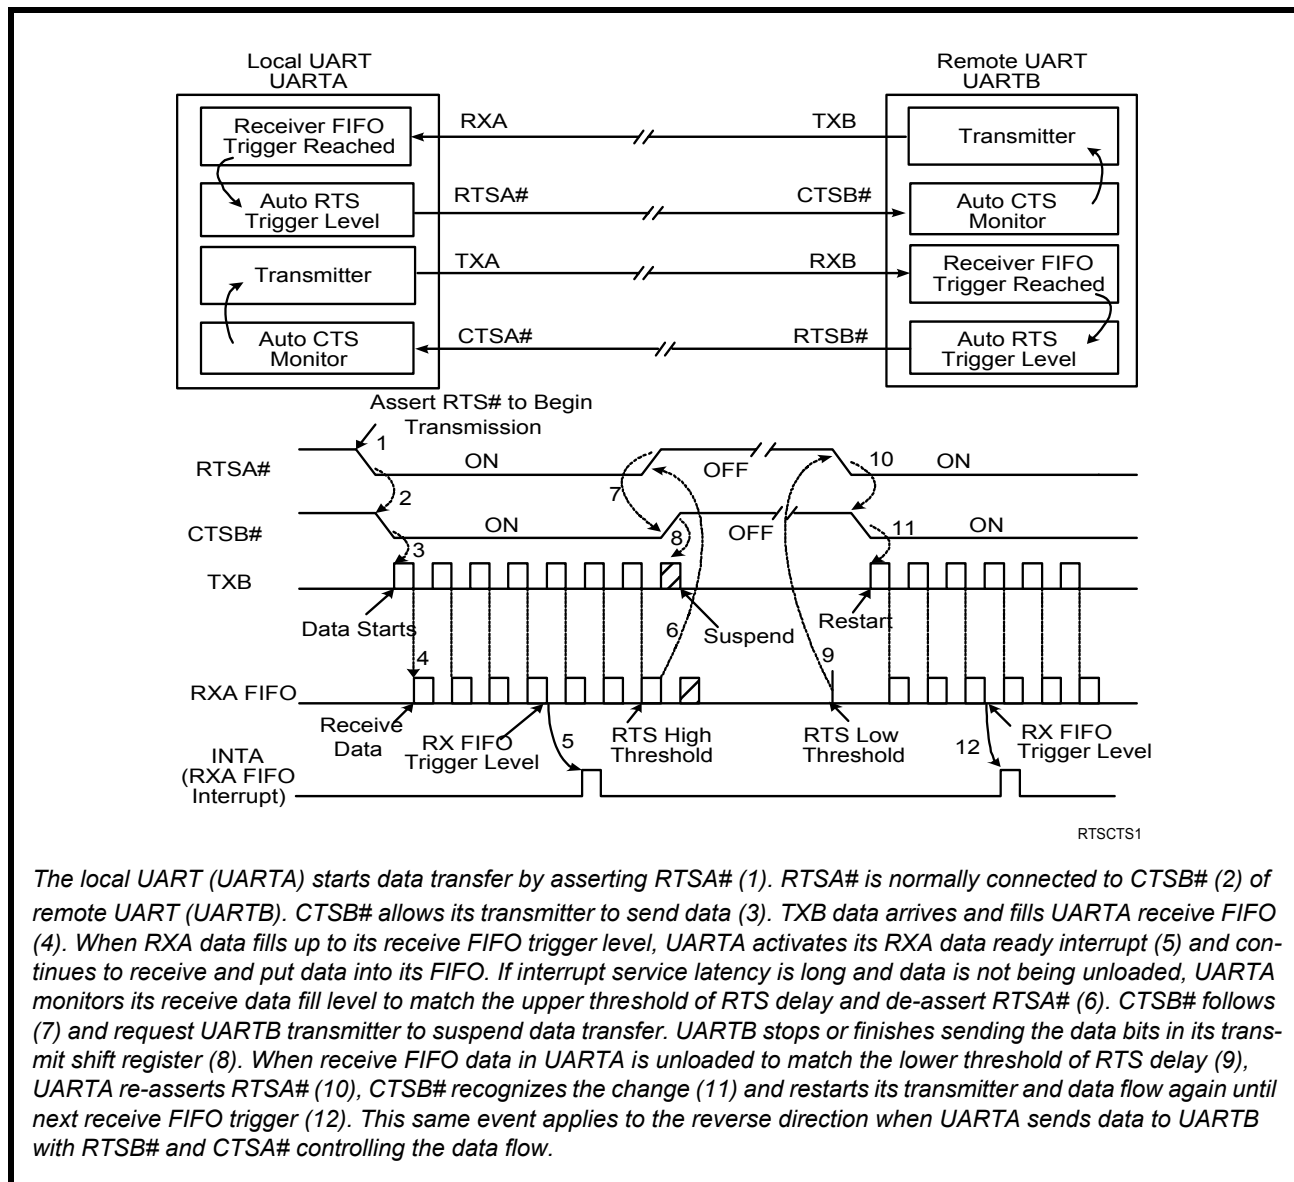 Local UART
UARTA
Remote UART
UARTB
Receiver FIFO
Trigger Reached
RXA
TXB
Transmitter
Auto RTS
Trigger Level
RTSA#
CTSB#
Auto CTS
Monitor
Transmitter
TXA
RXB
Receiver FIFO
Trigger Reached
Auto CTS
Monitor
CTSA#
RTSB#
Auto RTS
Trigger Level
Assert RTS# to Begin
Transmission
RTSA#
1
ON
7
OFF
10
ON
2
CTSB#
ON
8
OFF
11
ON
3
TXB
Data Starts
6
Suspend
Restart
4
9
RXA FIFO
Receive
Data
RX FIFO
Trigger Level
5
RTS High
Threshold
RTS Low
Threshold
12
RX FIFO
Trigger Level
INTA
(RXA FIFO
Interrupt)
RTSCTS1
The local UART (UARTA) starts data transfer by asserting RTSA# (1). RTSA# is normally connected to CTSB# (2) of
remote UART (UARTB). CTSB# allows its transmitter to send data (3). TXB data arrives and fills UARTA receive FIFO
(4). When RXA data fills up to its receive FIFO trigger level, UARTA activates its RXA data ready interrupt (5) and con-
tinues to receive and put data into its FIFO. If interrupt service latency is long and data is not being unloaded, UARTA
monitors its receive data fill level to match the upper threshold of RTS delay and de-assert RTSA# (6). CTSB# follows
(7) and request UARTB transmitter to suspend data transfer. UARTB stops or finishes sending the data bits in its trans-
mit shift register (8). When receive FIFO data in UARTA is unloaded to match the lower threshold of RTS delay (9),
UARTA re-asserts RTSA# (10), CTSB# recognizes the change (11) and restarts its transmitter and data flow again until
next receive FIFO trigger (12). This same event applies to the reverse direction when UARTA sends data to UARTB
with RTSB# and CTSA# controlling the data flow.